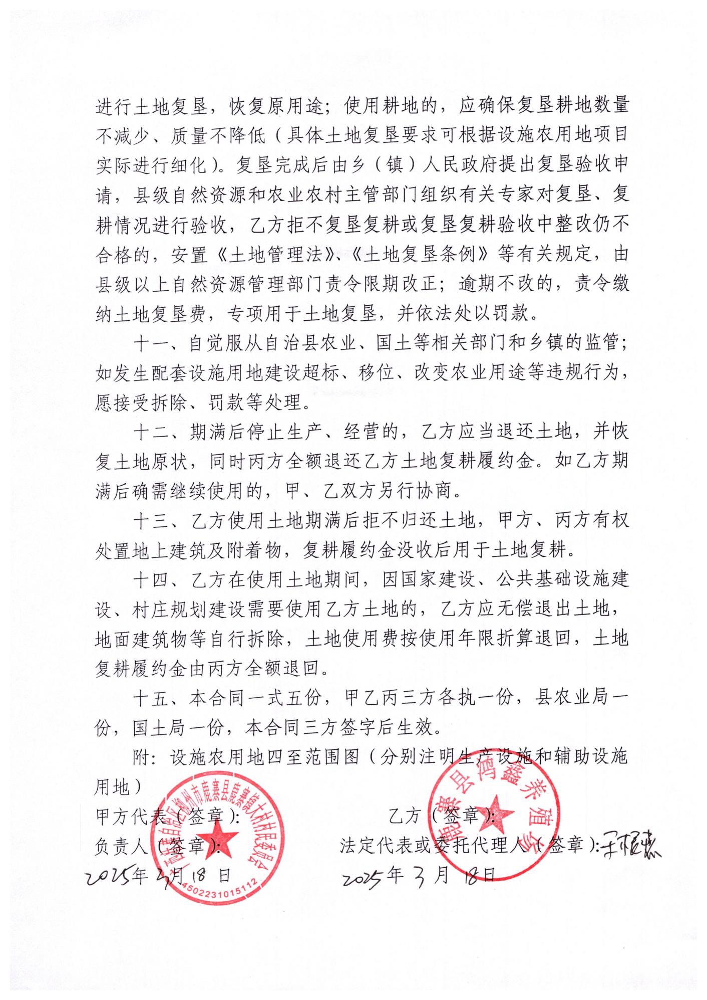 进行土地复垦，恢复原用途；使用耕地的，应确保复垦耕地数量
不减少、质量不降低（具体土地复垦要求可根据设施农用地项目
实际进行细化）。复垦完成后由乡（镇）人民政府提出复垦验收申
请，县级自然资源和农业农村主管部门组织有关专家对复垦、复
耕情况进行验收，乙方拒不复垦复耕或复垦复耕验收中整改仍不
合格的，安置《土地管理法》、《土地复垦条例》等有关规定，由
县级以上自然资源管理部门责令限期改正；逾期不改的，责令缴
纳土地复垦费，专项用于土地复垦，并依法处以罚款。
十一、自觉服从自治县农业、国土等相关部门和乡镇的监管；
如发生配套设施用地建设超标、移位、改变农业用途等违规行为，
愿接受拆除、罚款等处理。
十二、期满后停止生产、经营的，乙方应当退还土地，并恢
复土地原状，同时丙方全额退还乙方土地复耕履约金。如乙方期
满后确需继续使用的，甲、乙双方另行协商。
十三、乙方使用土地期满后拒不归还土地，甲方、丙方有权
处置地上建筑及附着物，复耕履约金没收后用于土地复耕。
十四、乙方在使用土地期间，因国家建设、公共基础设施建
设、村庄规划建设需要使用乙方土地的，乙方应无偿退出土地，
地面建筑物等自行拆除，土地使用费按使用年限折算退回，土地
复耕履约金由丙方全额退回。
十五、本合同一式五份，甲乙丙三方各执一份，县农业局一
份，国土局一份，本合同三方签字后生效。
附：设施农用地四至范围图（分别注明生产设施和辅助设施
用地）
甲方代表（签章）：
乙方（签章）：
负责人（签章）：
法定代表或委托代理人（签章）：
2025年3月18日
2025年3月18日
广西壮族自治区柳州市鹿寨县鹿寨镇大村村民委员会
4502231015112
鹿寨县鸿鑫养殖场